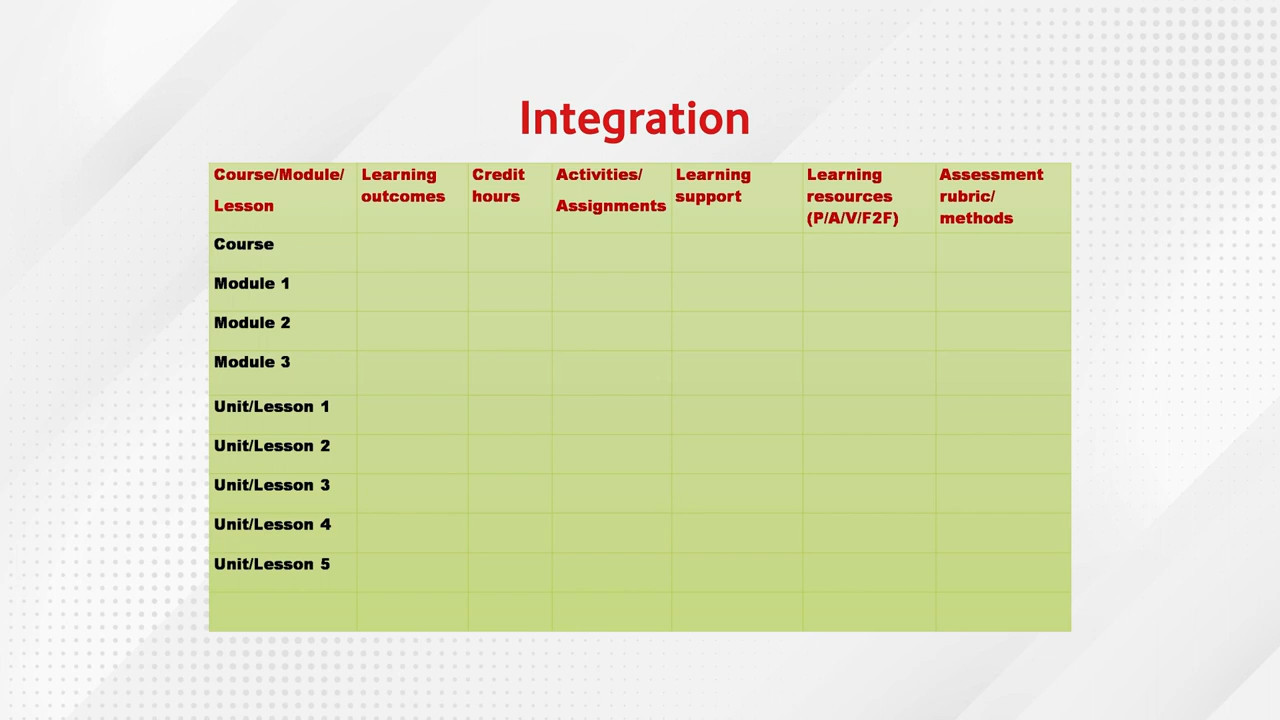 Integration
Course/Module/
Lesson
Learning
outcomes
Credit
hours
Activities/
Assignments
Learning
support
Learning
resources
(P/A/V/F2F)
Assessment
rubric/
methods
Course
Module 1
Module 2
Module 3
Unit/Lesson 1
Unit/Lesson 2
Unit/Lesson 3
Unit/Lesson 4
Unit/Lesson 5